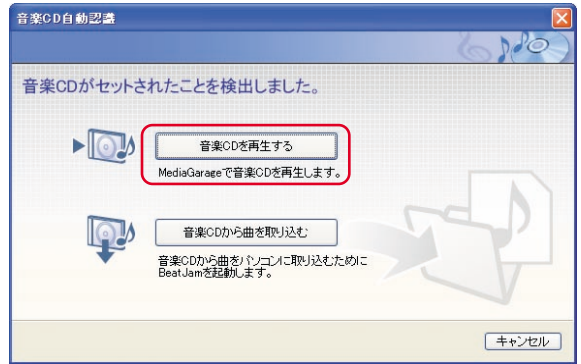 音楽CD自動認識
音楽CDがセットされたことを検出しました。
音楽CDを再生する
MediaGarageで音楽CDを再生します。
音楽CDから曲を取り込む
音楽CDから曲をパソコンに取り込むために
BeatJamを起動します。
キャンセル